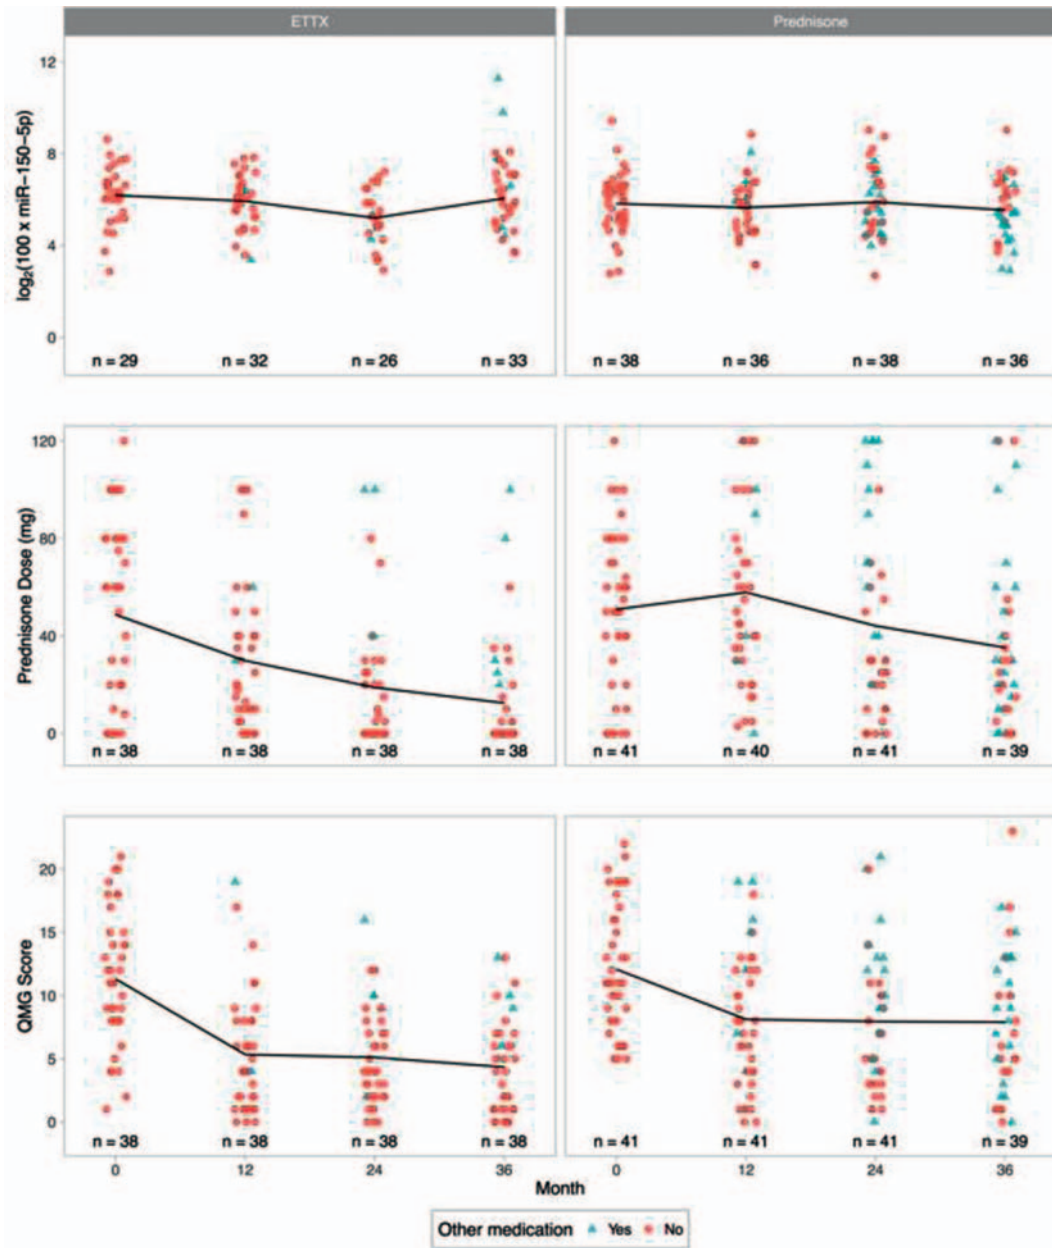 ETTX Prednisone
log₂(100 x miR−150−5p)
12
8
4
0
n = 29 n = 32 n = 26 n = 33 n = 38 n = 36 n = 38 n = 36
Prednisone Dose (mg)
120
80
40
0
n = 38 n = 38 n = 38 n = 38 n = 41 n = 40 n = 41 n = 39
QMG Score
20
15
10
5
0
n = 38 n = 38 n = 38 n = 38 n = 41 n = 41 n = 41 n = 39
0 12 24 36 0 12 24 36
Month
Other medication Yes No